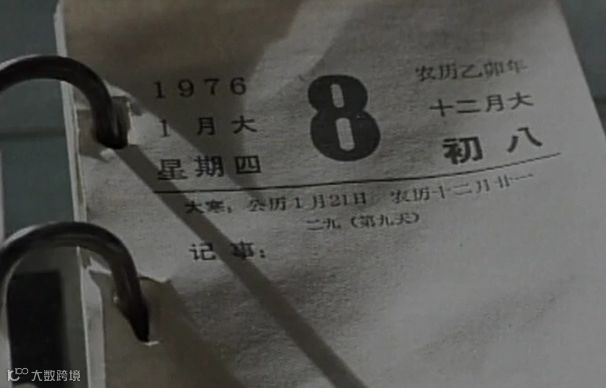 1976 8 农历乙卯年
1月大 十二月大
星期四 初八
大寒：公历1月21日 农历十二月廿一
二九（第九天）
记事：
大数跨境